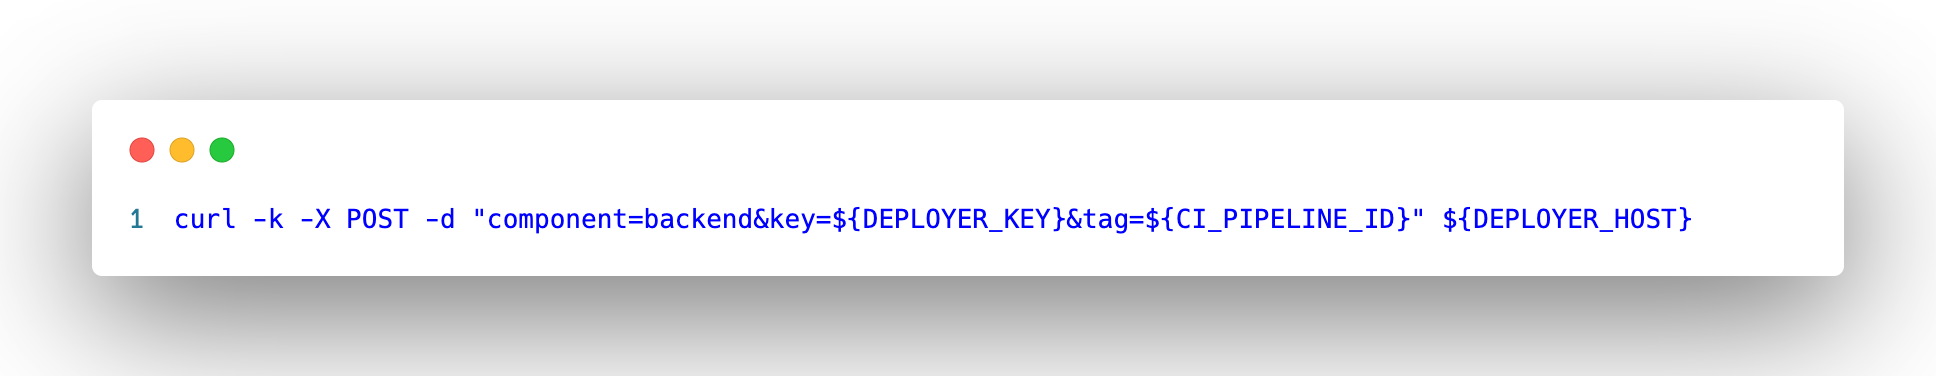 1 curl -k -X POST -d "component=backend&key=${DEPLOYER_KEY}&tag=${CI_PIPELINE_ID}" ${DEPLOYER_HOST}